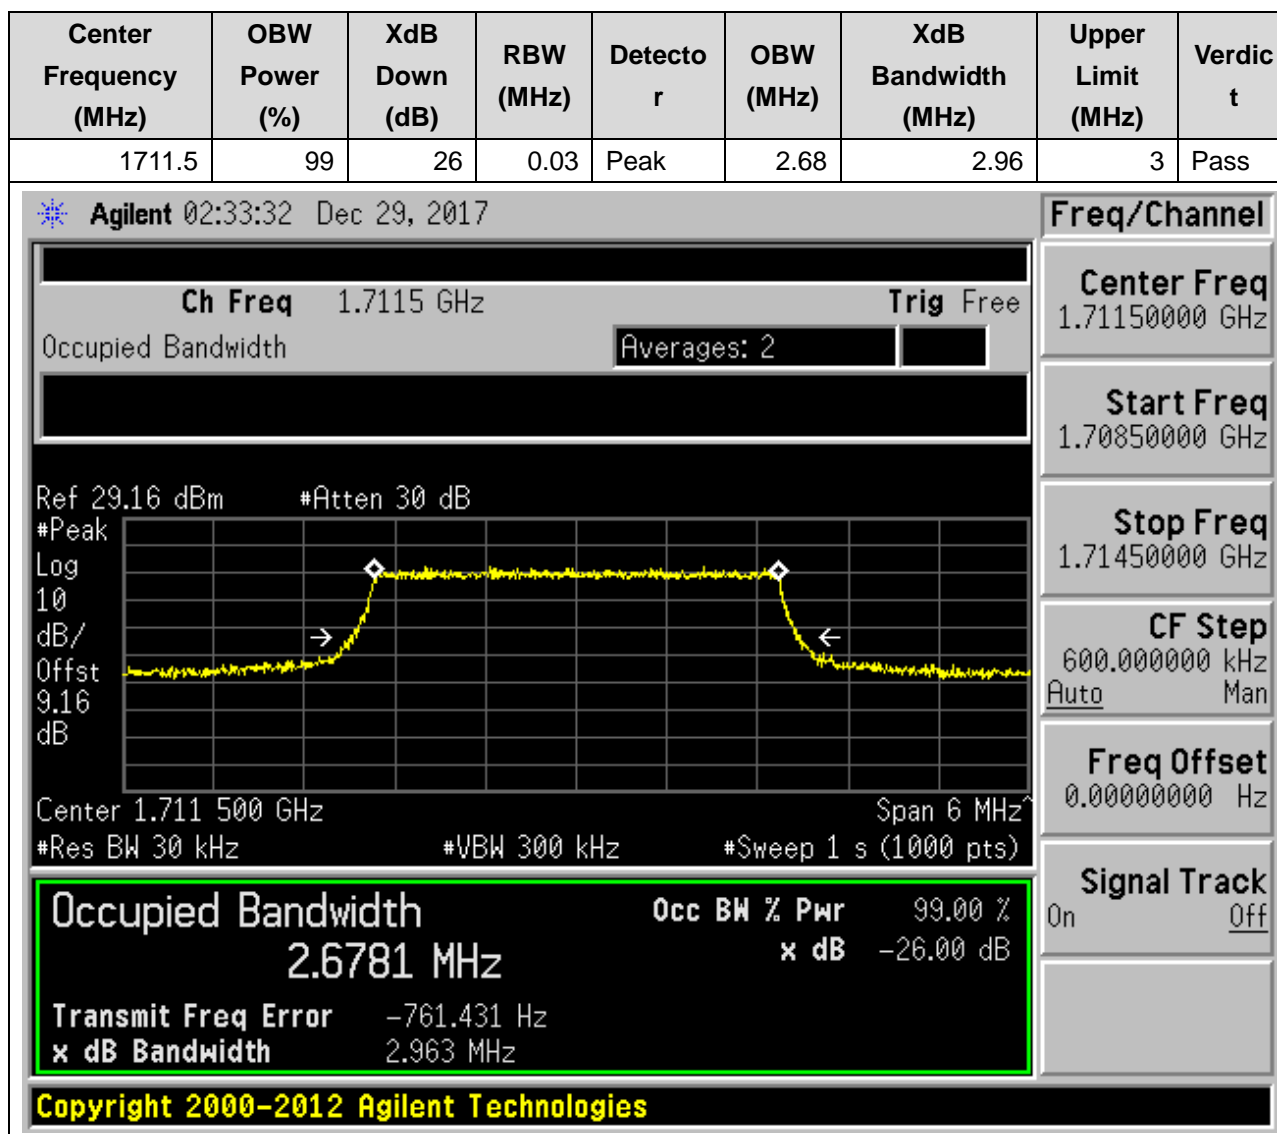 Center Frequency (MHz) OBW Power (%) XdB Down (dB) RBW (MHz) Detecto r OBW (MHz) XdB Bandwidth (MHz) Upper Limit (MHz) Verdic t
1711.5 99 26 0.03 Peak 2.68 2.96 3 Pass
Agilent 02:33:32 Dec 29, 2017
Ch Freq 1.7115 GHz Trig Free
Occupied Bandwidth Averages: 2
Ref 29.16 dBm #Atten 30 dB
#Peak
Log
10
dB/
Offst
9.16
dB
Center 1.711 500 GHz Span 6 MHz^
#Res BW 30 kHz #VBW 300 kHz #Sweep 1 s (1000 pts)
Occupied Bandwidth Occ BW % Pwr 99.00 %
2.6781 MHz x dB -26.00 dB
Transmit Freq Error -761.431 Hz
x dB Bandwidth 2.963 MHz
Copyright 2000-2012 Agilent Technologies
Freq/Channel
Center Freq
1.71150000 GHz
Start Freq
1.70850000 GHz
Stop Freq
1.71450000 GHz
CF Step
600.000000 kHz
Auto Man
Freq Offset
0.00000000 Hz
Signal Track
On Off